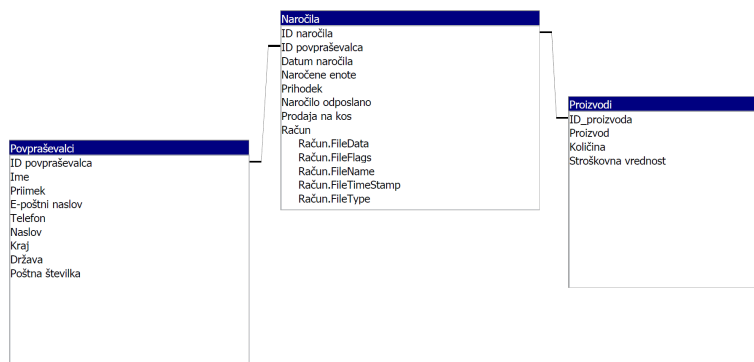 Naročila
ID naročila
ID povpraševalca
Datum naročila
Naročene enote
Prihodek
Naročilo odposlano
Prodaja na kos
Račun
Račun.FileData
Račun.FileFlags
Račun.FileName
Račun.FileTimeStamp
Račun.FileType
Proizvodi
ID_proizvoda
Proizvod
Količina
Stroškovna vrednost
Povpraševalci
ID povpraševalca
Ime
Priimek
E-poštni naslov
Telefon
Naslov
Kraj
Država
Poštna številka